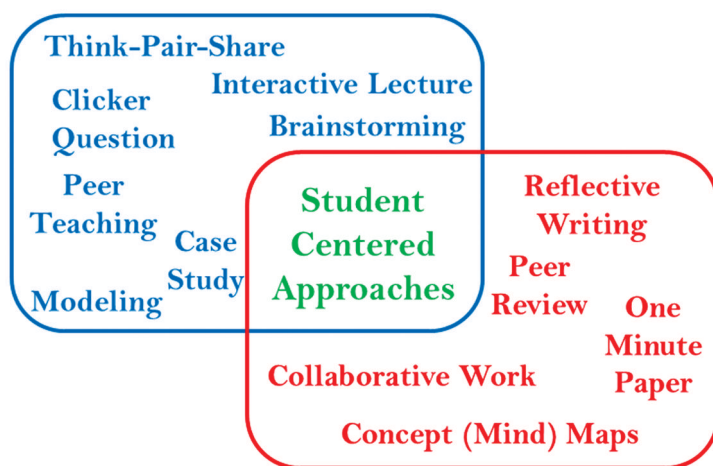 Think-Pair-Share
Interactive Lecture
Clicker
Question
Brainstorming
Peer
Teaching
Case
Study
Modeling
Student
Centered
Approaches
Reflective
Writing
Peer
Review
One
Minute
Paper
Collaborative Work
Concept (Mind) Maps